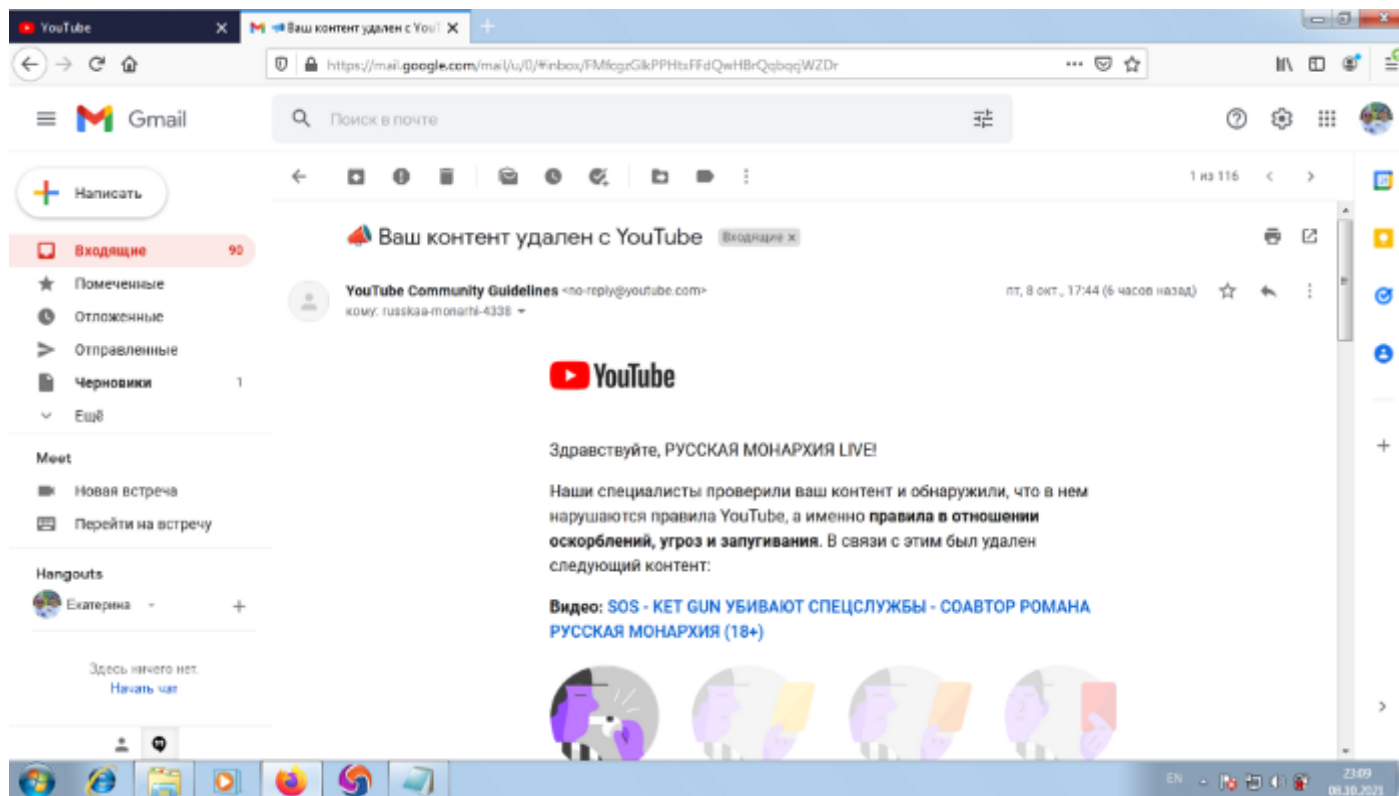 YouTube
Ваш контент удален с YouT
https://mail.google.com/mail/u/0/#inbox/
Gmail
Поиск в почте
Написать
1 из 116
Входящие 90
Помеченные
Отложенные
Отправленные
Черновики 1
Ещё
Meet
Новая встреча
Перейти на встречу
Hangouts
Екатерина
Здесь ничего нет.
Начать чат
Ваш контент удален с YouTube Входящие x
YouTube Community Guidelines <no-reply@youtube.com>
пт, 8 окт., 17:44 (6 часов назад)
кому: russkaa-monarhi-4338
YouTube
Здравствуйте, РУССКАЯ МОНАРХИЯ LIVE!
Наши специалисты проверили ваш контент и обнаружили, что в нем
нарушаются правила YouTube, а именно правила в отношении
оскорблений, угроз и запугивания. В связи с этим был удален
следующий контент:
Видео: SOS - KET GUN УБИВАЮТ СПЕЦСЛУЖБЫ - СОАВТОР РОМАНА
РУССКАЯ МОНАРХИЯ (18+)
EN
23:09
08.10.2021